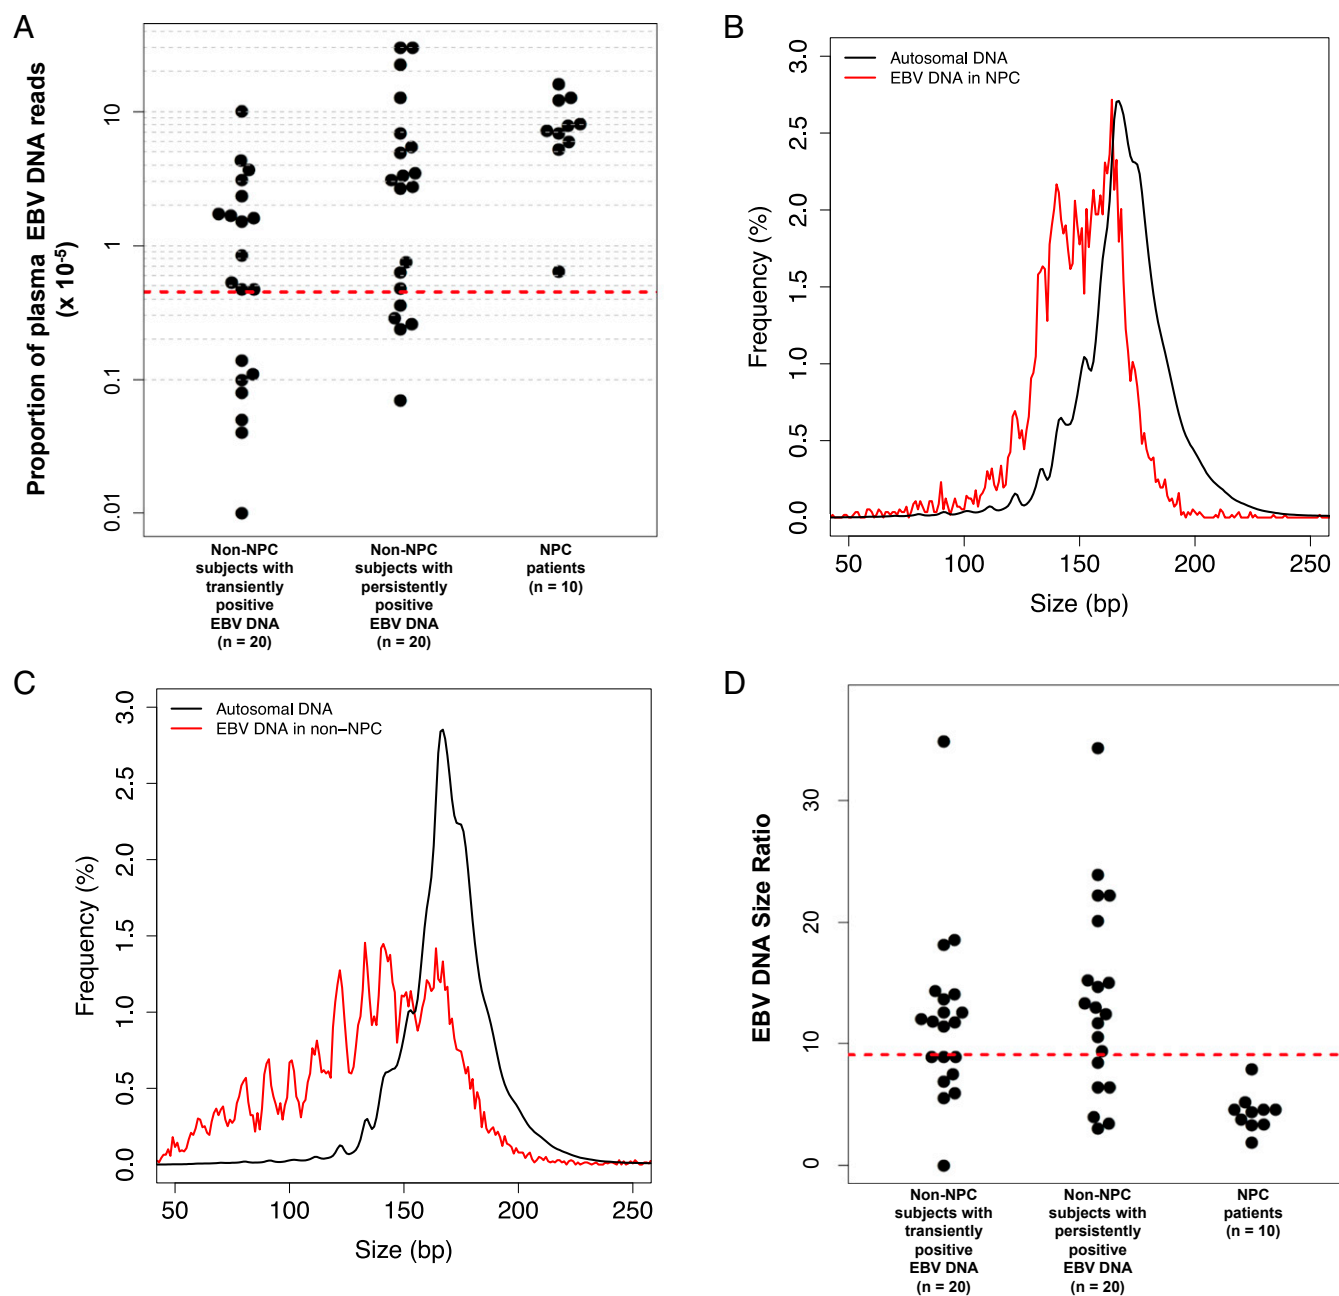 A
Proportion of plasma EBV DNA reads
(x 10-5)
10
1
0.1
0.01
Non-NPC
subjects with
transiently
positive
EBV DNA
(n = 20)
Non-NPC
subjects with
persistently
positive
EBV DNA
(n = 20)
NPC
patients
(n = 10)
B
Autosomal DNA
EBV DNA in NPC
Frequency (%)
3.0
2.5
2.0
1.5
1.0
0.5
0.0
50 100 150 200 250
Size (bp)
C
Autosomal DNA
EBV DNA in non–NPC
Frequency (%)
3.0
2.5
2.0
1.5
1.0
0.5
0.0
50 100 150 200 250
Size (bp)
D
EBV DNA Size Ratio
30
20
10
0
Non-NPC
subjects with
transiently
positive
EBV DNA
(n = 20)
Non-NPC
subjects with
persistently
positive
EBV DNA
(n = 20)
NPC
patients
(n = 10)